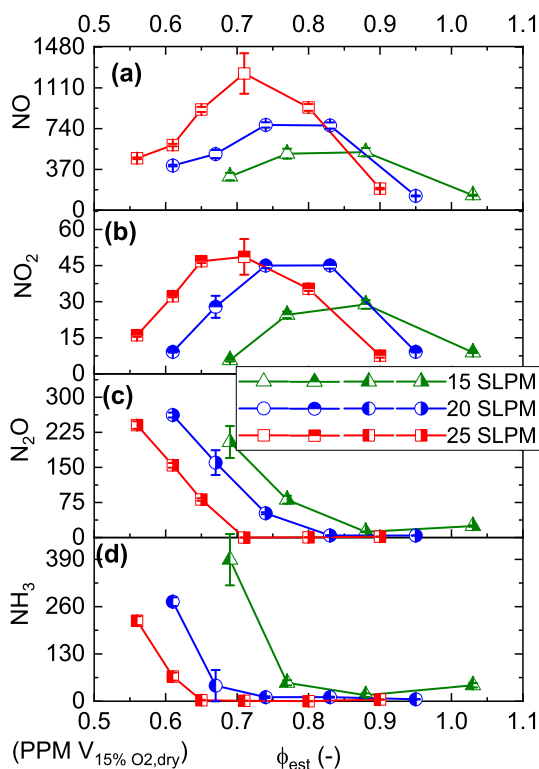 0.5 0.6 0.7 0.8 0.9 1.0 1.1
1480
1110
740
370
0
NO
(a)
60
45
30
15
0
NO2
(b)
300
225
150
75
0
N2O
(c)
15 SLPM
20 SLPM
25 SLPM
390
260
130
0
NH3
(d)
0.5 0.6 0.7 0.8 0.9 1.0 1.1
(PPM V15% O2,dry) ϕest (-)